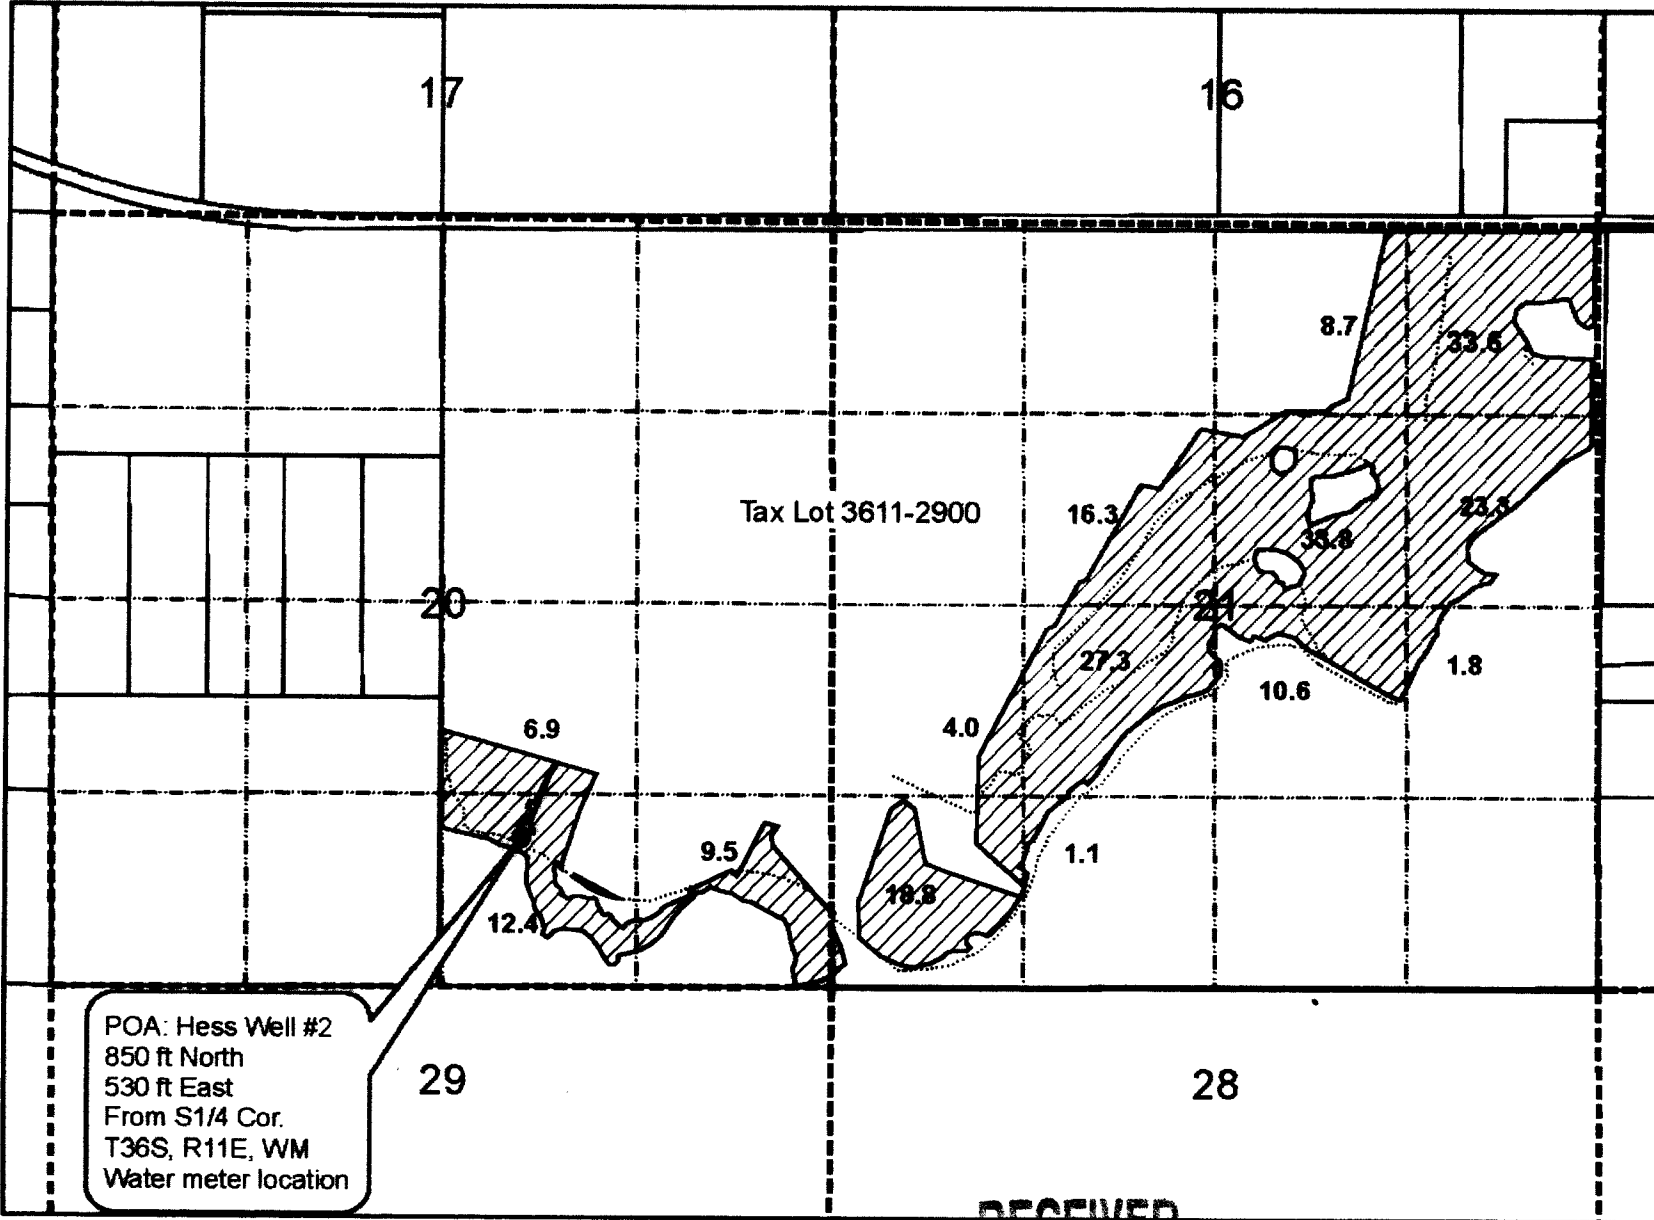 17
16
8.7
33.6
Tax Lot 3611-2900
16.3
23.3
33.8
20
21
27.3
1.8
10.6
6.9
4.0
9.5
1.1
18.8
12.4
POA: Hess Well #2
850 ft North
530 ft East
From S1/4 Cor.
T36S, R11E, WM
Water meter location
29
28
RECEIVED